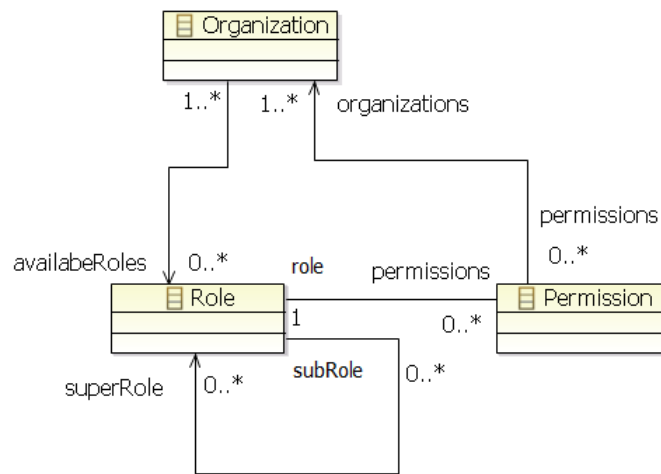 Organization
1..*
1..*
organizations
permissions
0..*
availabeRoles
0..*
role
permissions
Role
1
0..*
Permission
superRole
0..*
subRole
0..*